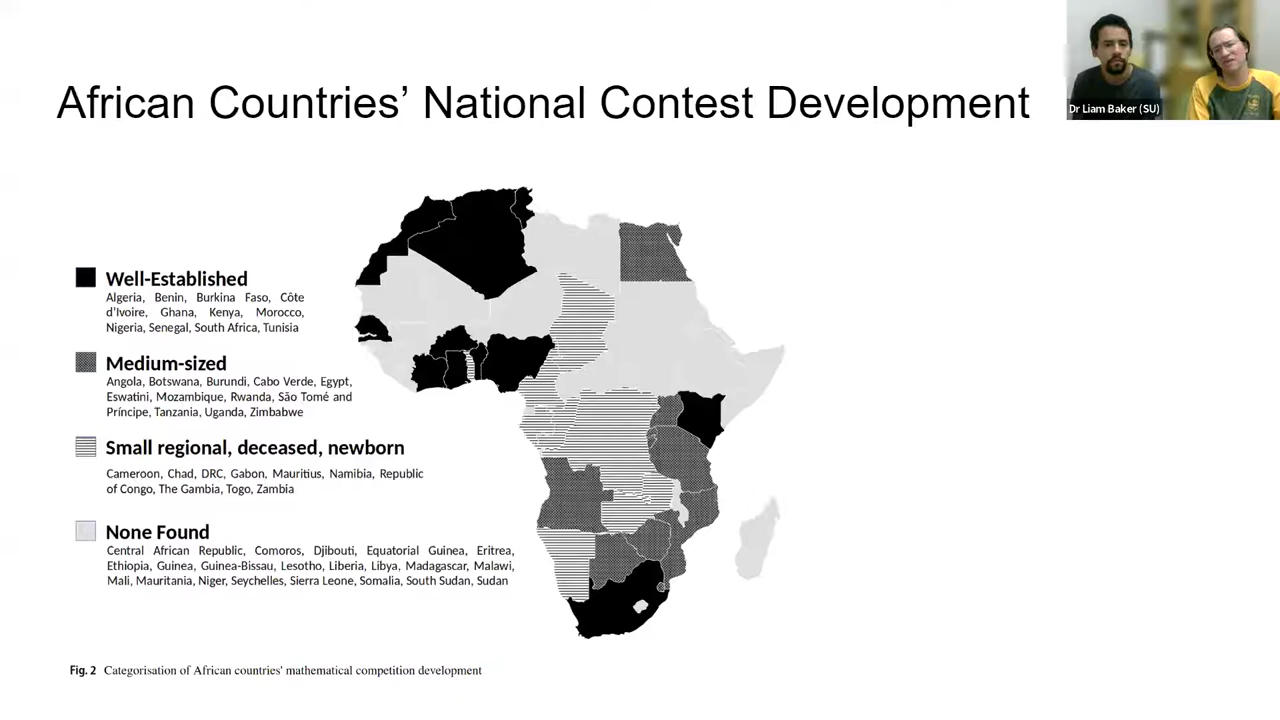 African Countries’ National Contest Development
Dr Liam Baker (SU)
Well-Established
Algeria, Benin, Burkina Faso, Côte
d’Ivoire, Ghana, Kenya, Morocco,
Nigeria, Senegal, South Africa, Tunisia
Medium-sized
Angola, Botswana, Burundi, Cabo Verde, Egypt,
Eswatini, Mozambique, Rwanda, São Tomé and
Príncipe, Tanzania, Uganda, Zimbabwe
Small regional, deceased, newborn
Cameroon, Chad, DRC, Gabon, Mauritius, Namibia, Republic
of Congo, The Gambia, Togo, Zambia
None Found
Central African Republic, Comoros, Djibouti, Equatorial Guinea, Eritrea,
Ethiopia, Guinea, Guinea-Bissau, Lesotho, Liberia, Libya, Madagascar, Malawi,
Mali, Mauritania, Niger, Seychelles, Sierra Leone, Somalia, South Sudan, Sudan
Fig. 2 Categorisation of African countries' mathematical competition development